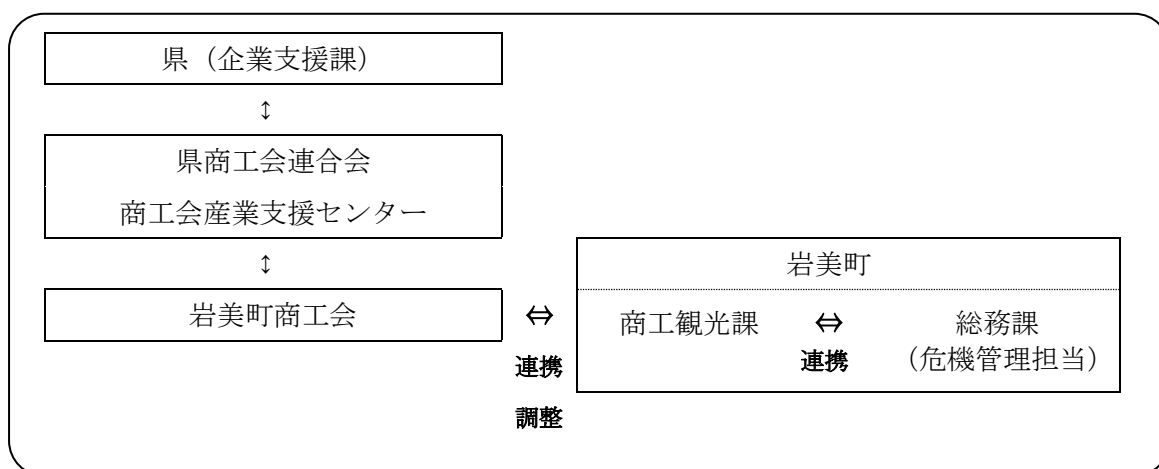 県（企業支援課）
↕
県商工会連合会
商工会産業支援センター
↕
岩美町商工会
⇔
連携
調整
岩美町
商工観光課 ⇔ 総務課
連携 （危機管理担当）